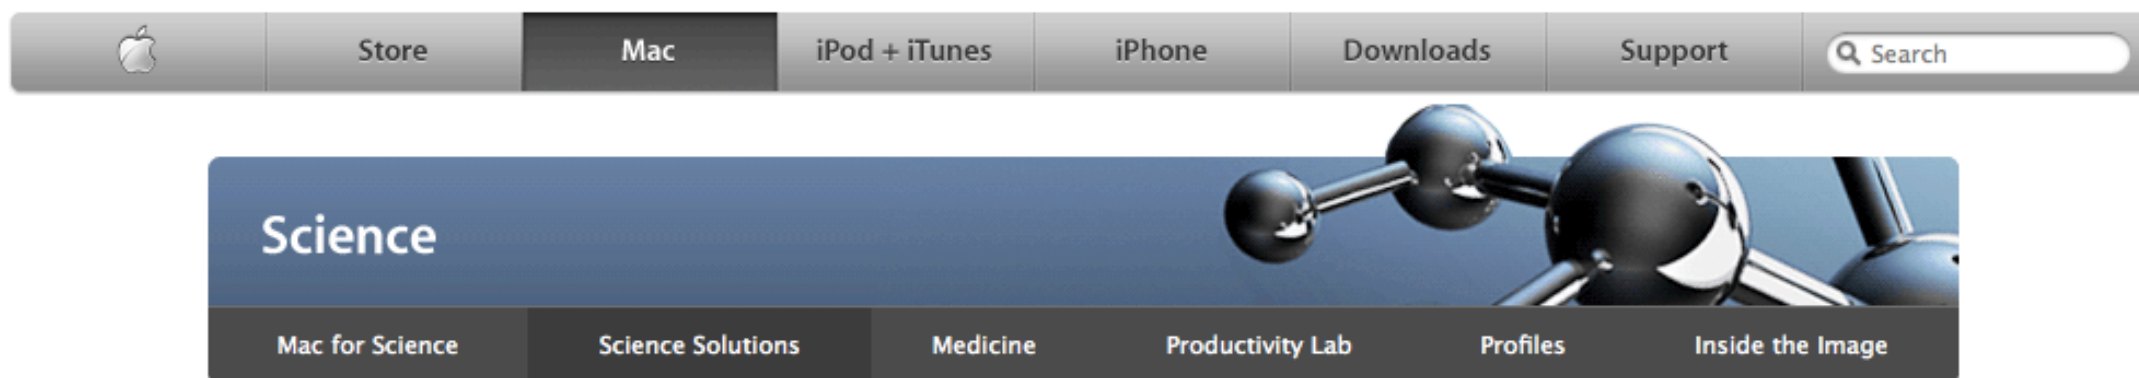 Store Mac iPod + iTunes iPhone Downloads Support Search
Science
Mac for Science Science Solutions Medicine Productivity Lab Profiles Inside the Image